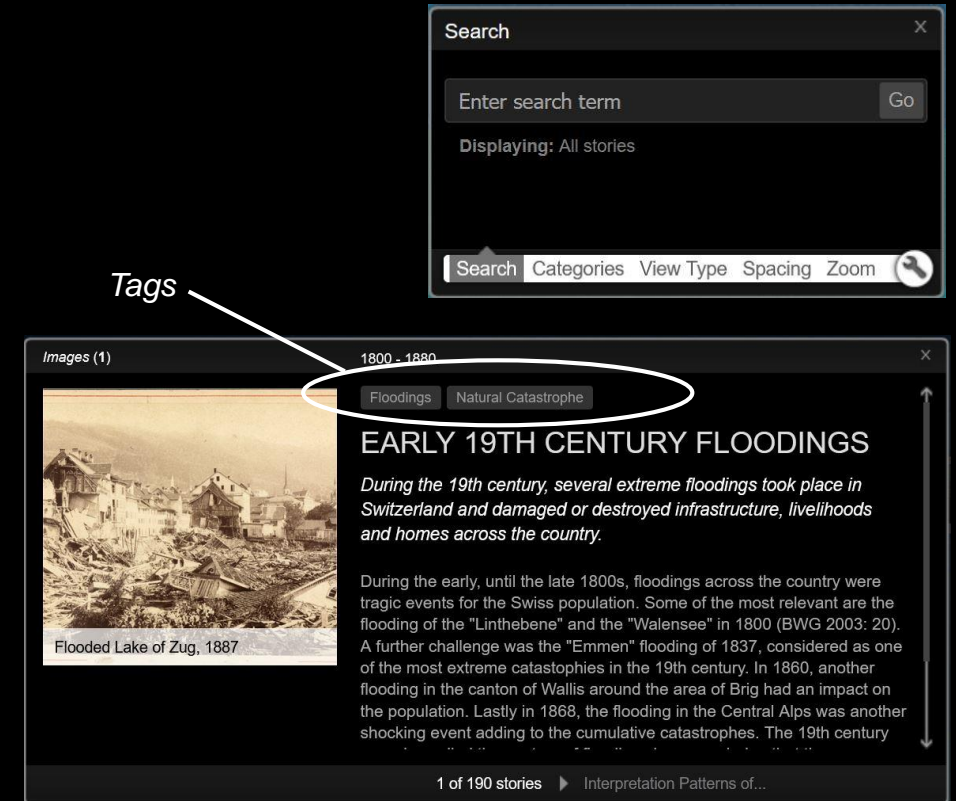 Search
X
Enter search term
Go
Displaying: All stories
Search Categories View Type Spacing Zoom
Tags
Images (1)
1800 - 1880
X
Floodings
Natural Catastrophe
EARLY 19TH CENTURY FLOODINGS
During the 19th century, several extreme floodings took place in
Switzerland and damaged or destroyed infrastructure, livelihoods
and homes across the country.
During the early, until the late 1800s, floodings across the country were
tragic events for the Swiss population. Some of the most relevant are the
flooding of the "Linthebene" and the "Walensee" in 1800 (BWG 2003: 20).
A further challenge was the "Emmen" flooding of 1837, considered as one
of the most extreme catastophies in the 19th century. In 1860, another
flooding in the canton of Wallis around the area of Brig had an impact on
the population. Lastly in 1868, the flooding in the Central Alps was another
shocking event adding to the cumulative catastrophes. The 19th century
Flooded Lake of Zug, 1887
1 of 190 stories
Interpretation Patterns of...